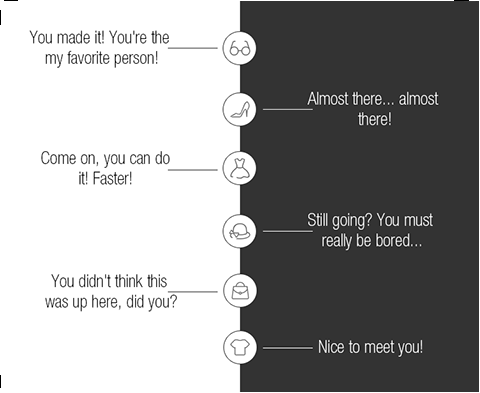 You made it! You're the
my favorite person!
Almost there... almost
there!
Come on, you can do
it! Faster!
Still going? You must
really be bored...
You didn't think this
was up here, did you?
Nice to meet you!